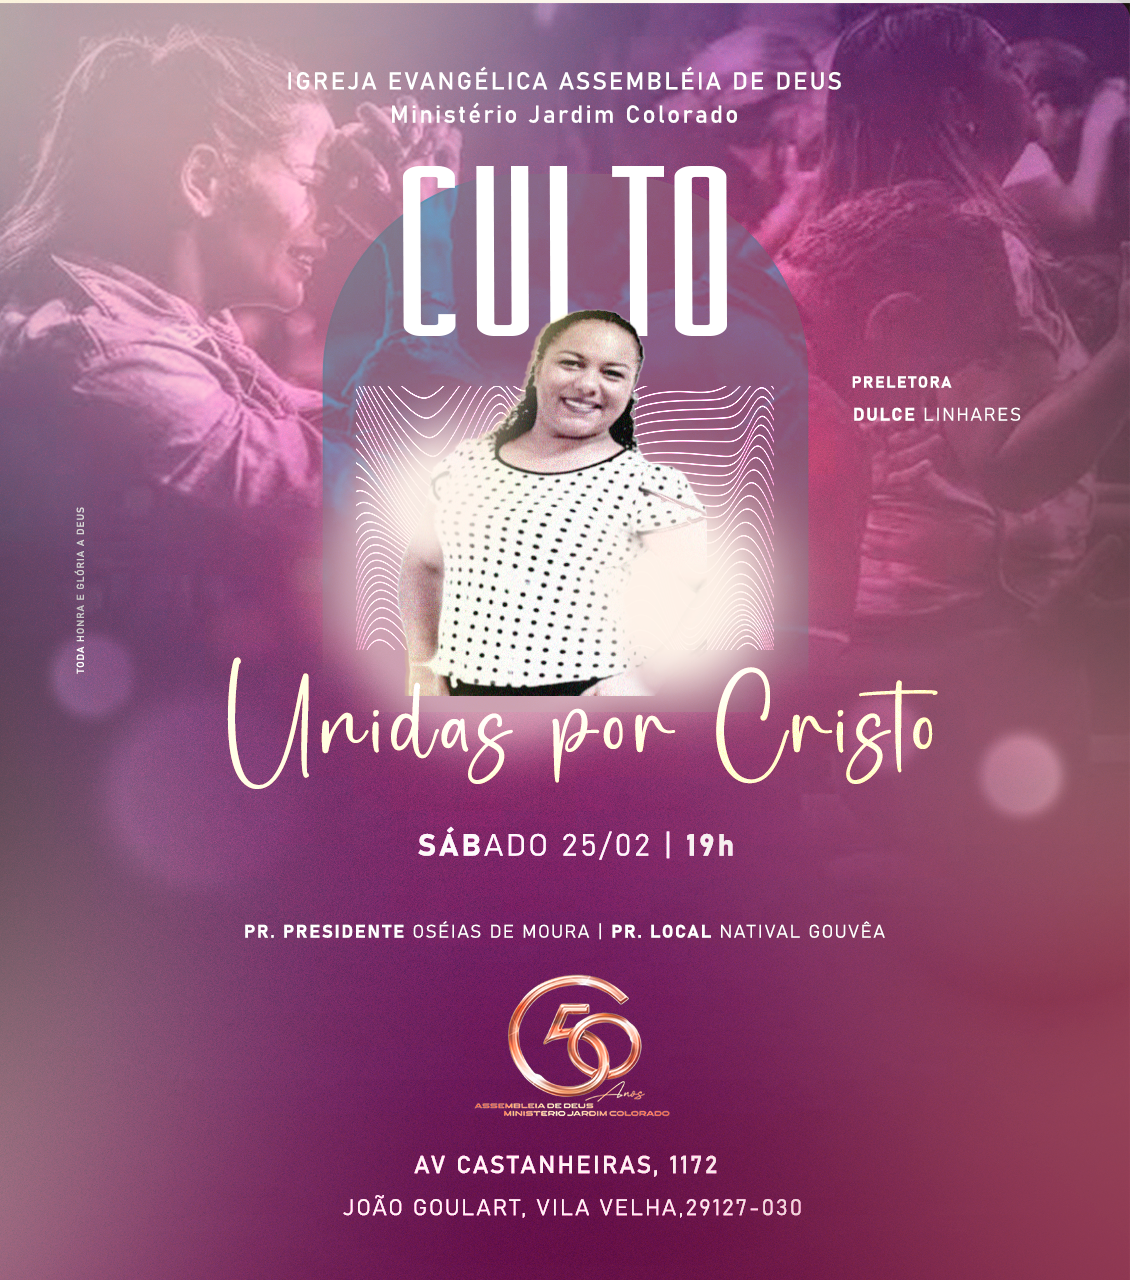 IGREJA EVANGÉLICA ASSEMBLÉIA DE DEUS
Ministério Jardim Colorado
CULTO
PRELETORA
DULCE LINHARES
TODA HONRA E GLÓRIA A DEUS
Unidas por Cristo
SÁBADO 25/02 | 19h
PR. PRESIDENTE OSÉIAS DE MOURA | PR. LOCAL NATIVAL GOUVÊA
50
Anos
ASSEMBLEIA DE DEUS
MINISTERIO JARDIM COLORADO
AV CASTANHEIRAS, 1172
JOÃO GOULART, VILA VELHA,29127-030